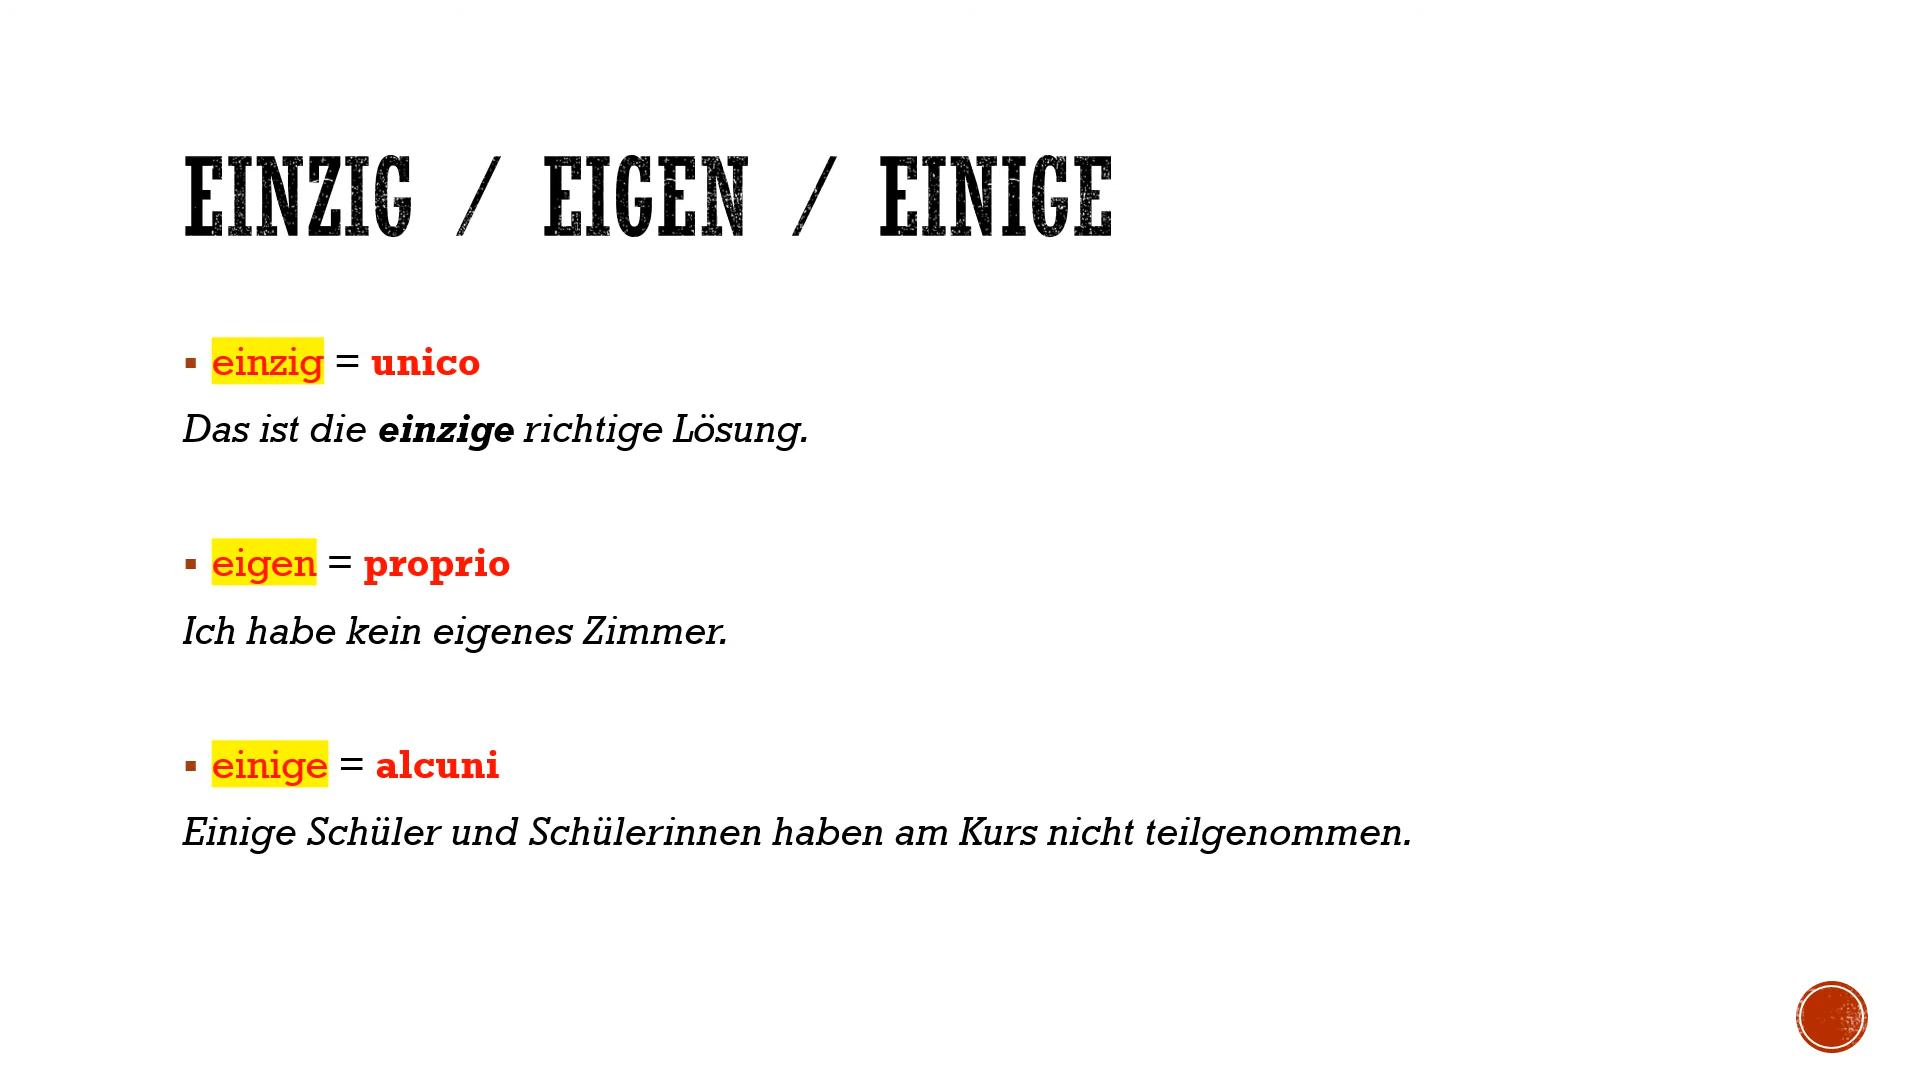 EINZIG / EIGEN / EINIGE
▪ einzig = unico
Das ist die einzige richtige Lösung.
▪ eigen = proprio
Ich habe kein eigenes Zimmer.
▪ einige = alcuni
Einige Schüler und Schülerinnen haben am Kurs nicht teilgenommen.